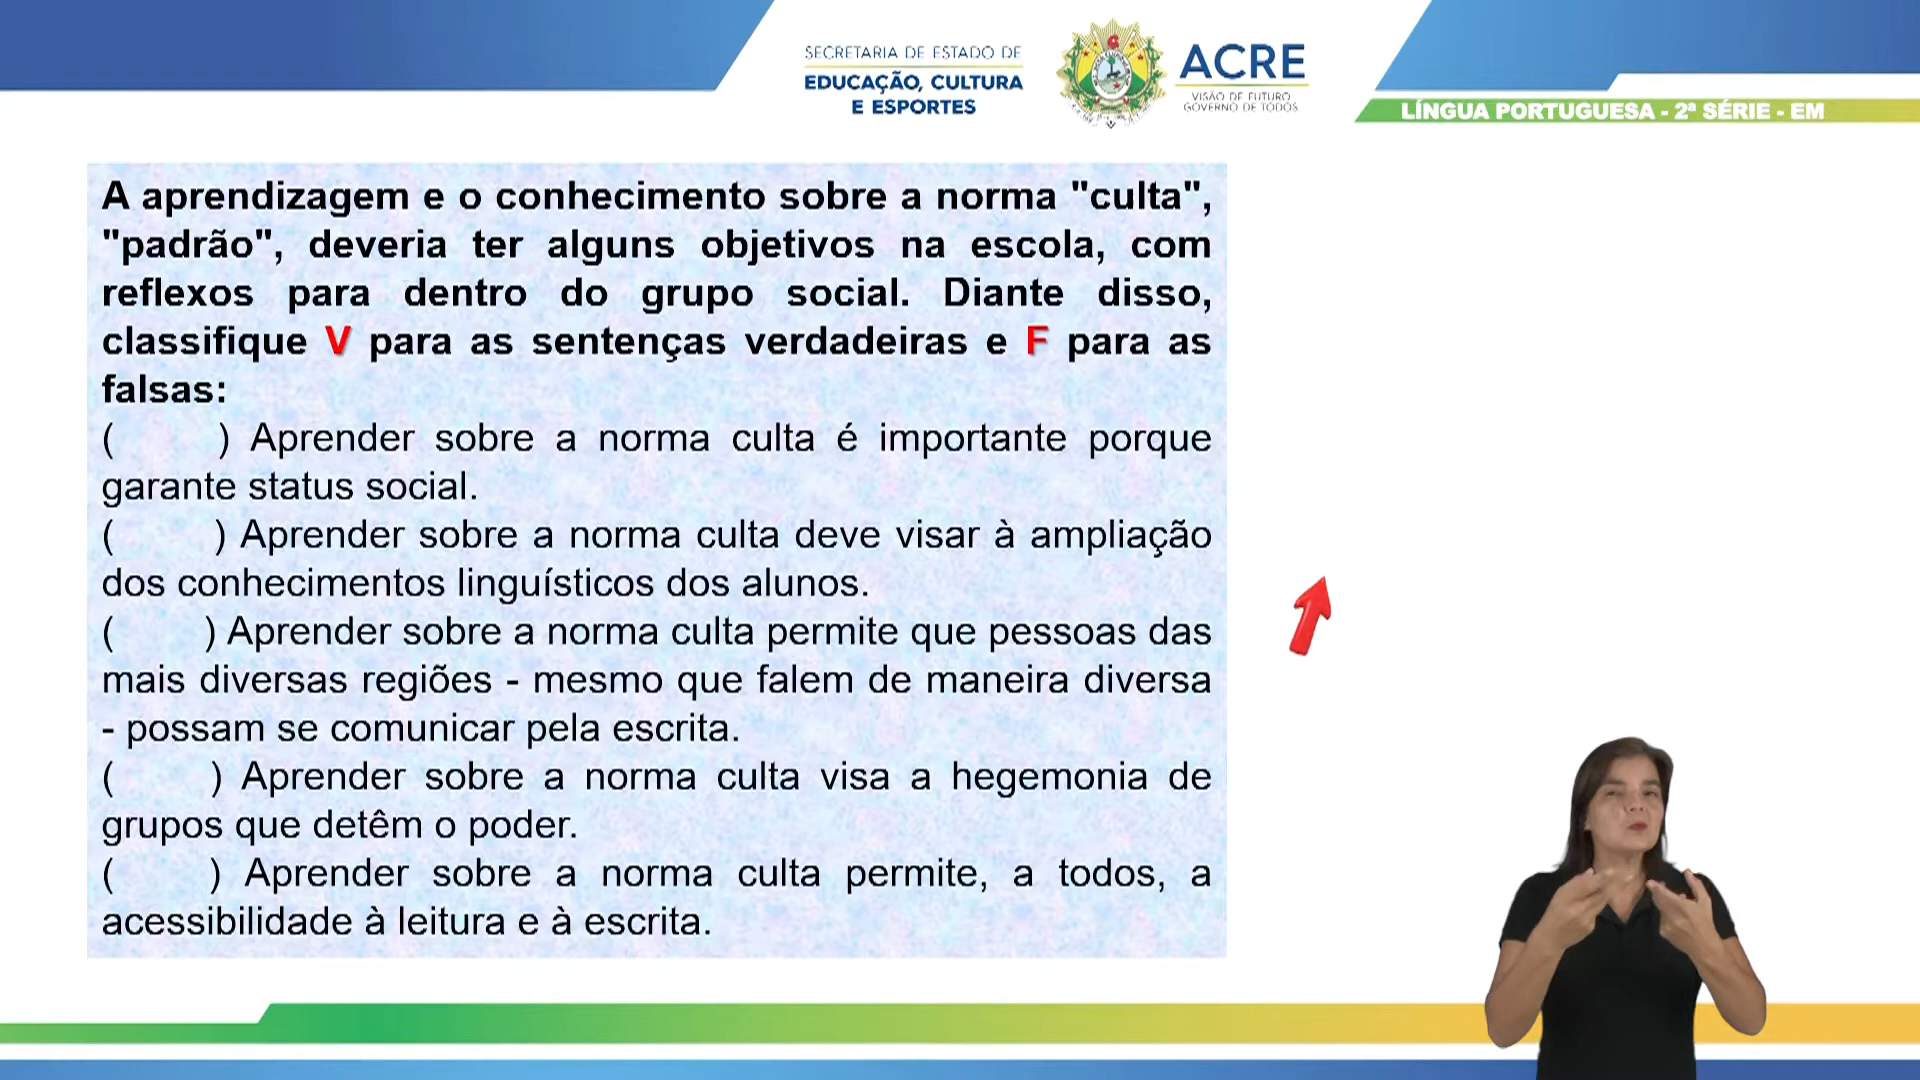 SECRETARIA DE ESTADO DE
EDUCAÇÃO, CULTURA
E ESPORTES
ACRE
VISÃO DE FUTURO
GOVERNO DE TODOS
LÍNGUA PORTUGUESA - 2ª SÉRIE - EM
A aprendizagem e o conhecimento sobre a norma "culta",
"padrão", deveria ter alguns objetivos na escola, com
reflexos para dentro do grupo social. Diante disso,
classifique V para as sentenças verdadeiras e F para as
falsas:
( ) Aprender sobre a norma culta é importante porque
garante status social.
( ) Aprender sobre a norma culta deve visar à ampliação
dos conhecimentos linguísticos dos alunos.
( ) Aprender sobre a norma culta permite que pessoas das
mais diversas regiões - mesmo que falem de maneira diversa
- possam se comunicar pela escrita.
( ) Aprender sobre a norma culta visa a hegemonia de
grupos que detêm o poder.
( ) Aprender sobre a norma culta permite, a todos, a
acessibilidade à leitura e à escrita.